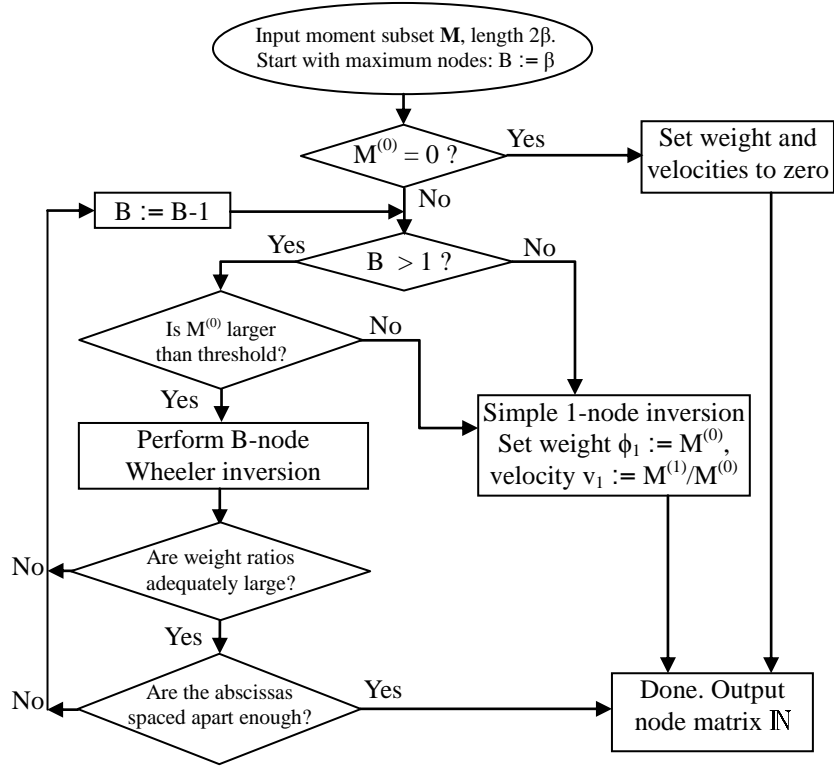 Input moment subset M, length 2β.
Start with maximum nodes: B := β
M⁽⁰⁾ = 0 ?
Yes
Set weight and
velocities to zero
No
B := B-1
B > 1 ?
Yes
No
Is M⁽⁰⁾ larger
than threshold?
No
Yes
Simple 1-node inversion
Set weight ϕ₁ := M⁽⁰⁾,
velocity v₁ := M⁽¹⁾/M⁽⁰⁾
Perform B-node
Wheeler inversion
Are weight ratios
adequately large?
No
Yes
Are the abscissas
spaced apart enough?
No
Yes
Done. Output
node matrix ℕ